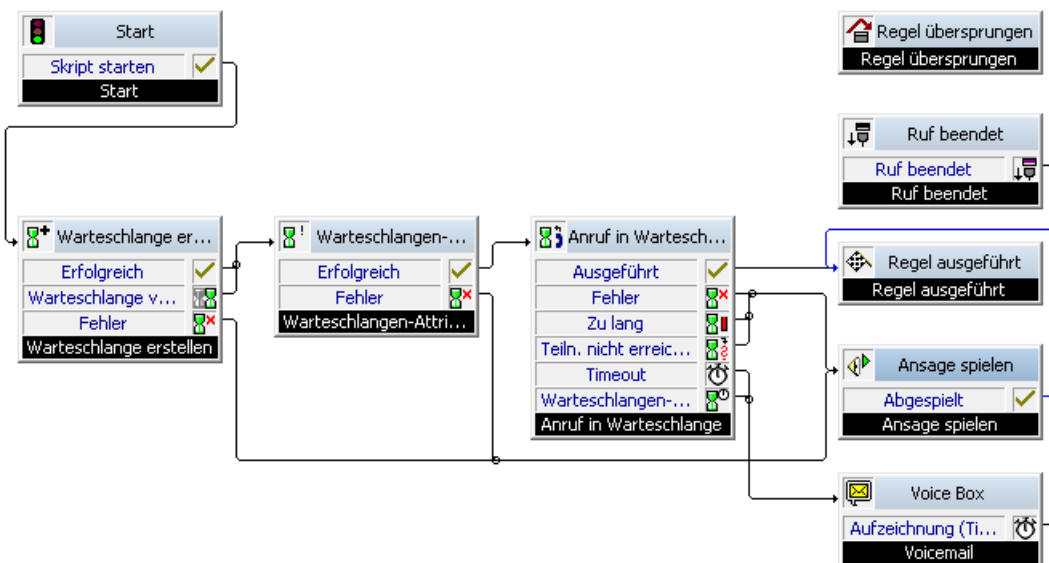 Start
Skript starten
Start
Regel übersprungen
Regel übersprungen
Ruf beendet
Ruf beendet
Ruf beendet
Warteschlange er...
Erfolgreich
Warteschlange v...
Fehler
Warteschlange erstellen
Warteschlangen-...
Erfolgreich
Fehler
Warteschlangen-Attri...
Anruf in Wartesch...
Ausgeführt
Fehler
Zu lang
Teiln. nicht erreic...
Timeout
Warteschlangen-...
Anruf in Warteschlange
Regel ausgeführt
Regel ausgeführt
Ansage spielen
Abgespielt
Ansage spielen
Voice Box
Aufzeichnung (Ti...
Voicemail